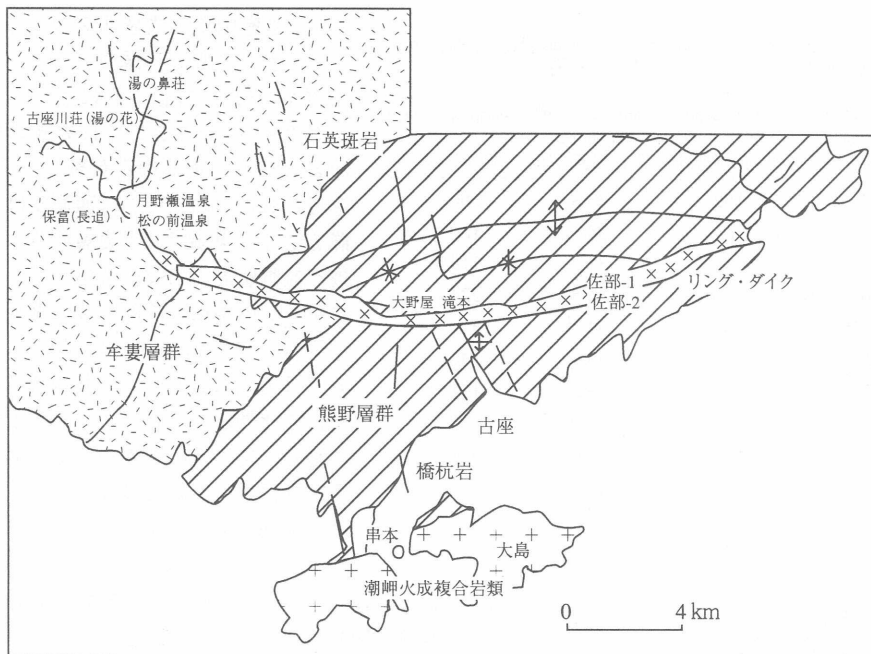 湯の鼻荘
古座川荘(湯の花)
石英斑岩
月野瀬温泉
保富(長追)
松の前温泉
佐部-1
リング・ダイク
大野屋 滝本
佐部-2
牟婁層群
熊野層群
古座
橋杭岩
串本
大島
潮岬火成複合岩類
0 4 km